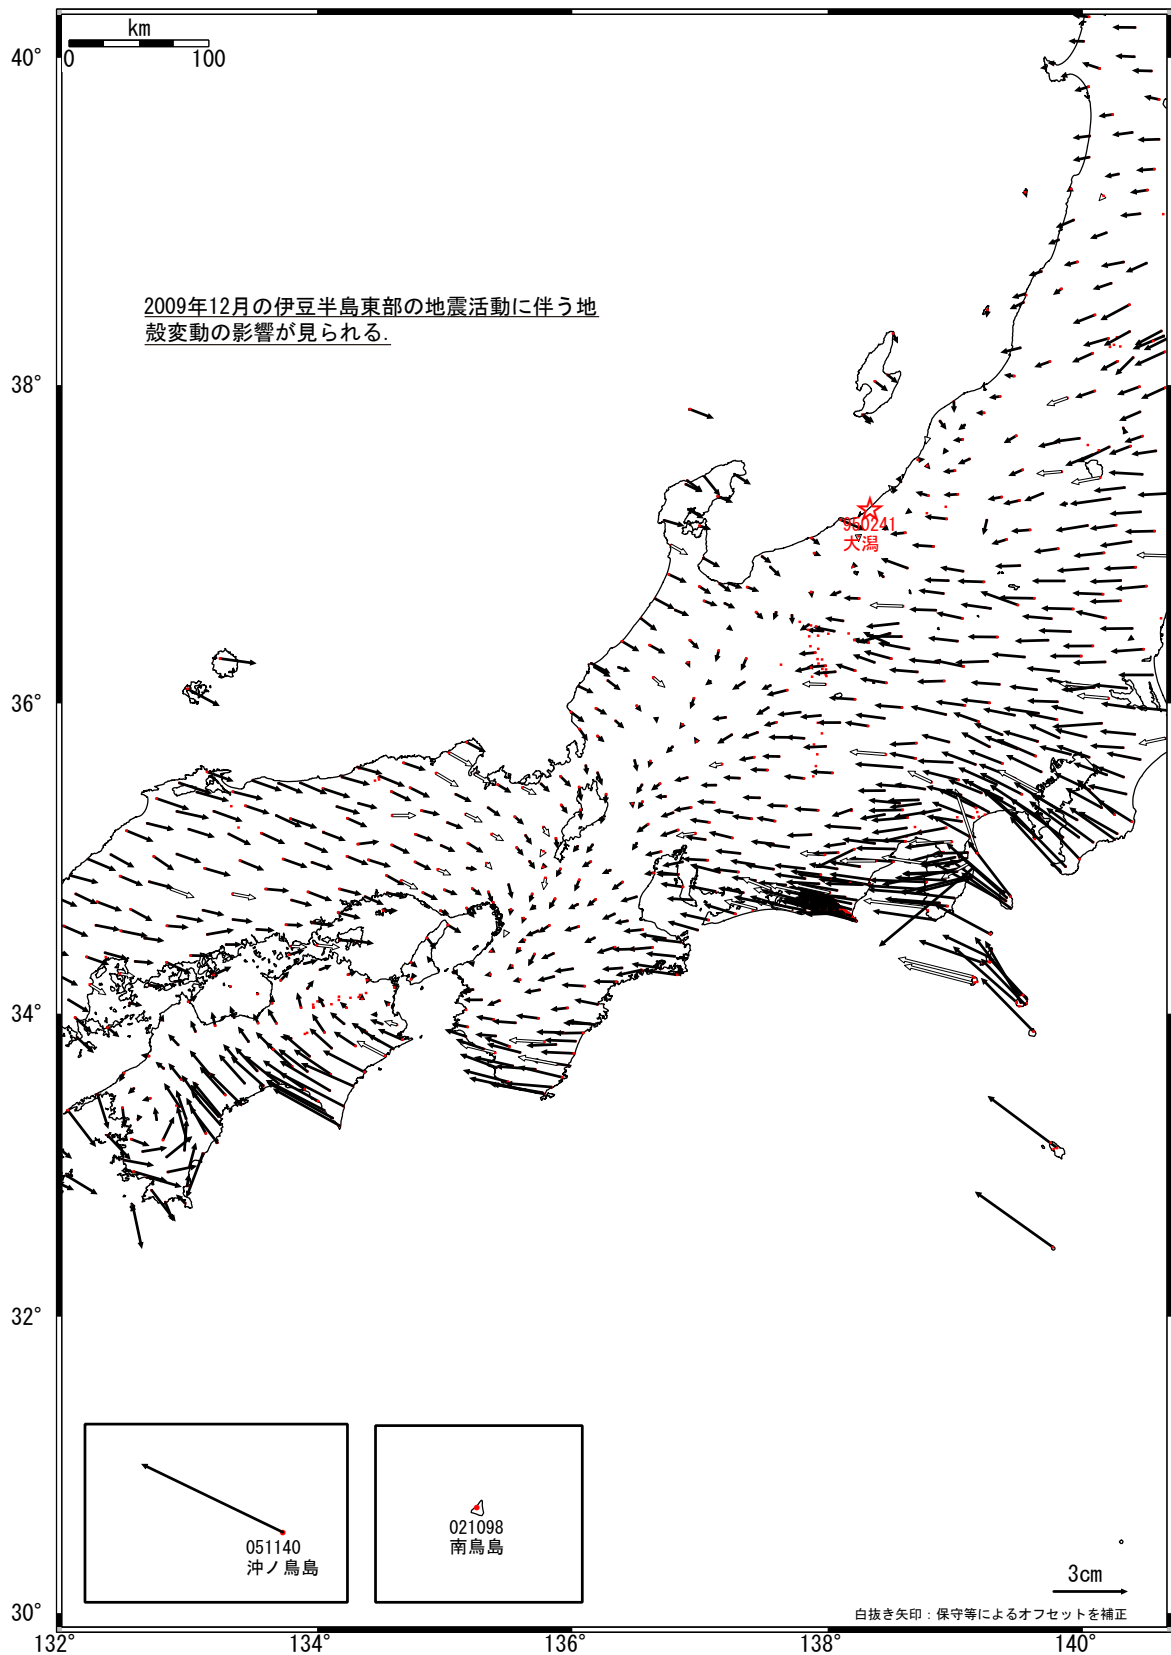 km
0 100
40°
2009年12月の伊豆半島東部の地震活動に伴う地
殻変動の影響が見られる.
38°
950241
大潟
36°
34°
32°
051140
沖ノ鳥島
021098
南鳥島
3cm
白抜き矢印：保守等によるオフセットを補正
30°
132° 134° 136° 138° 140°